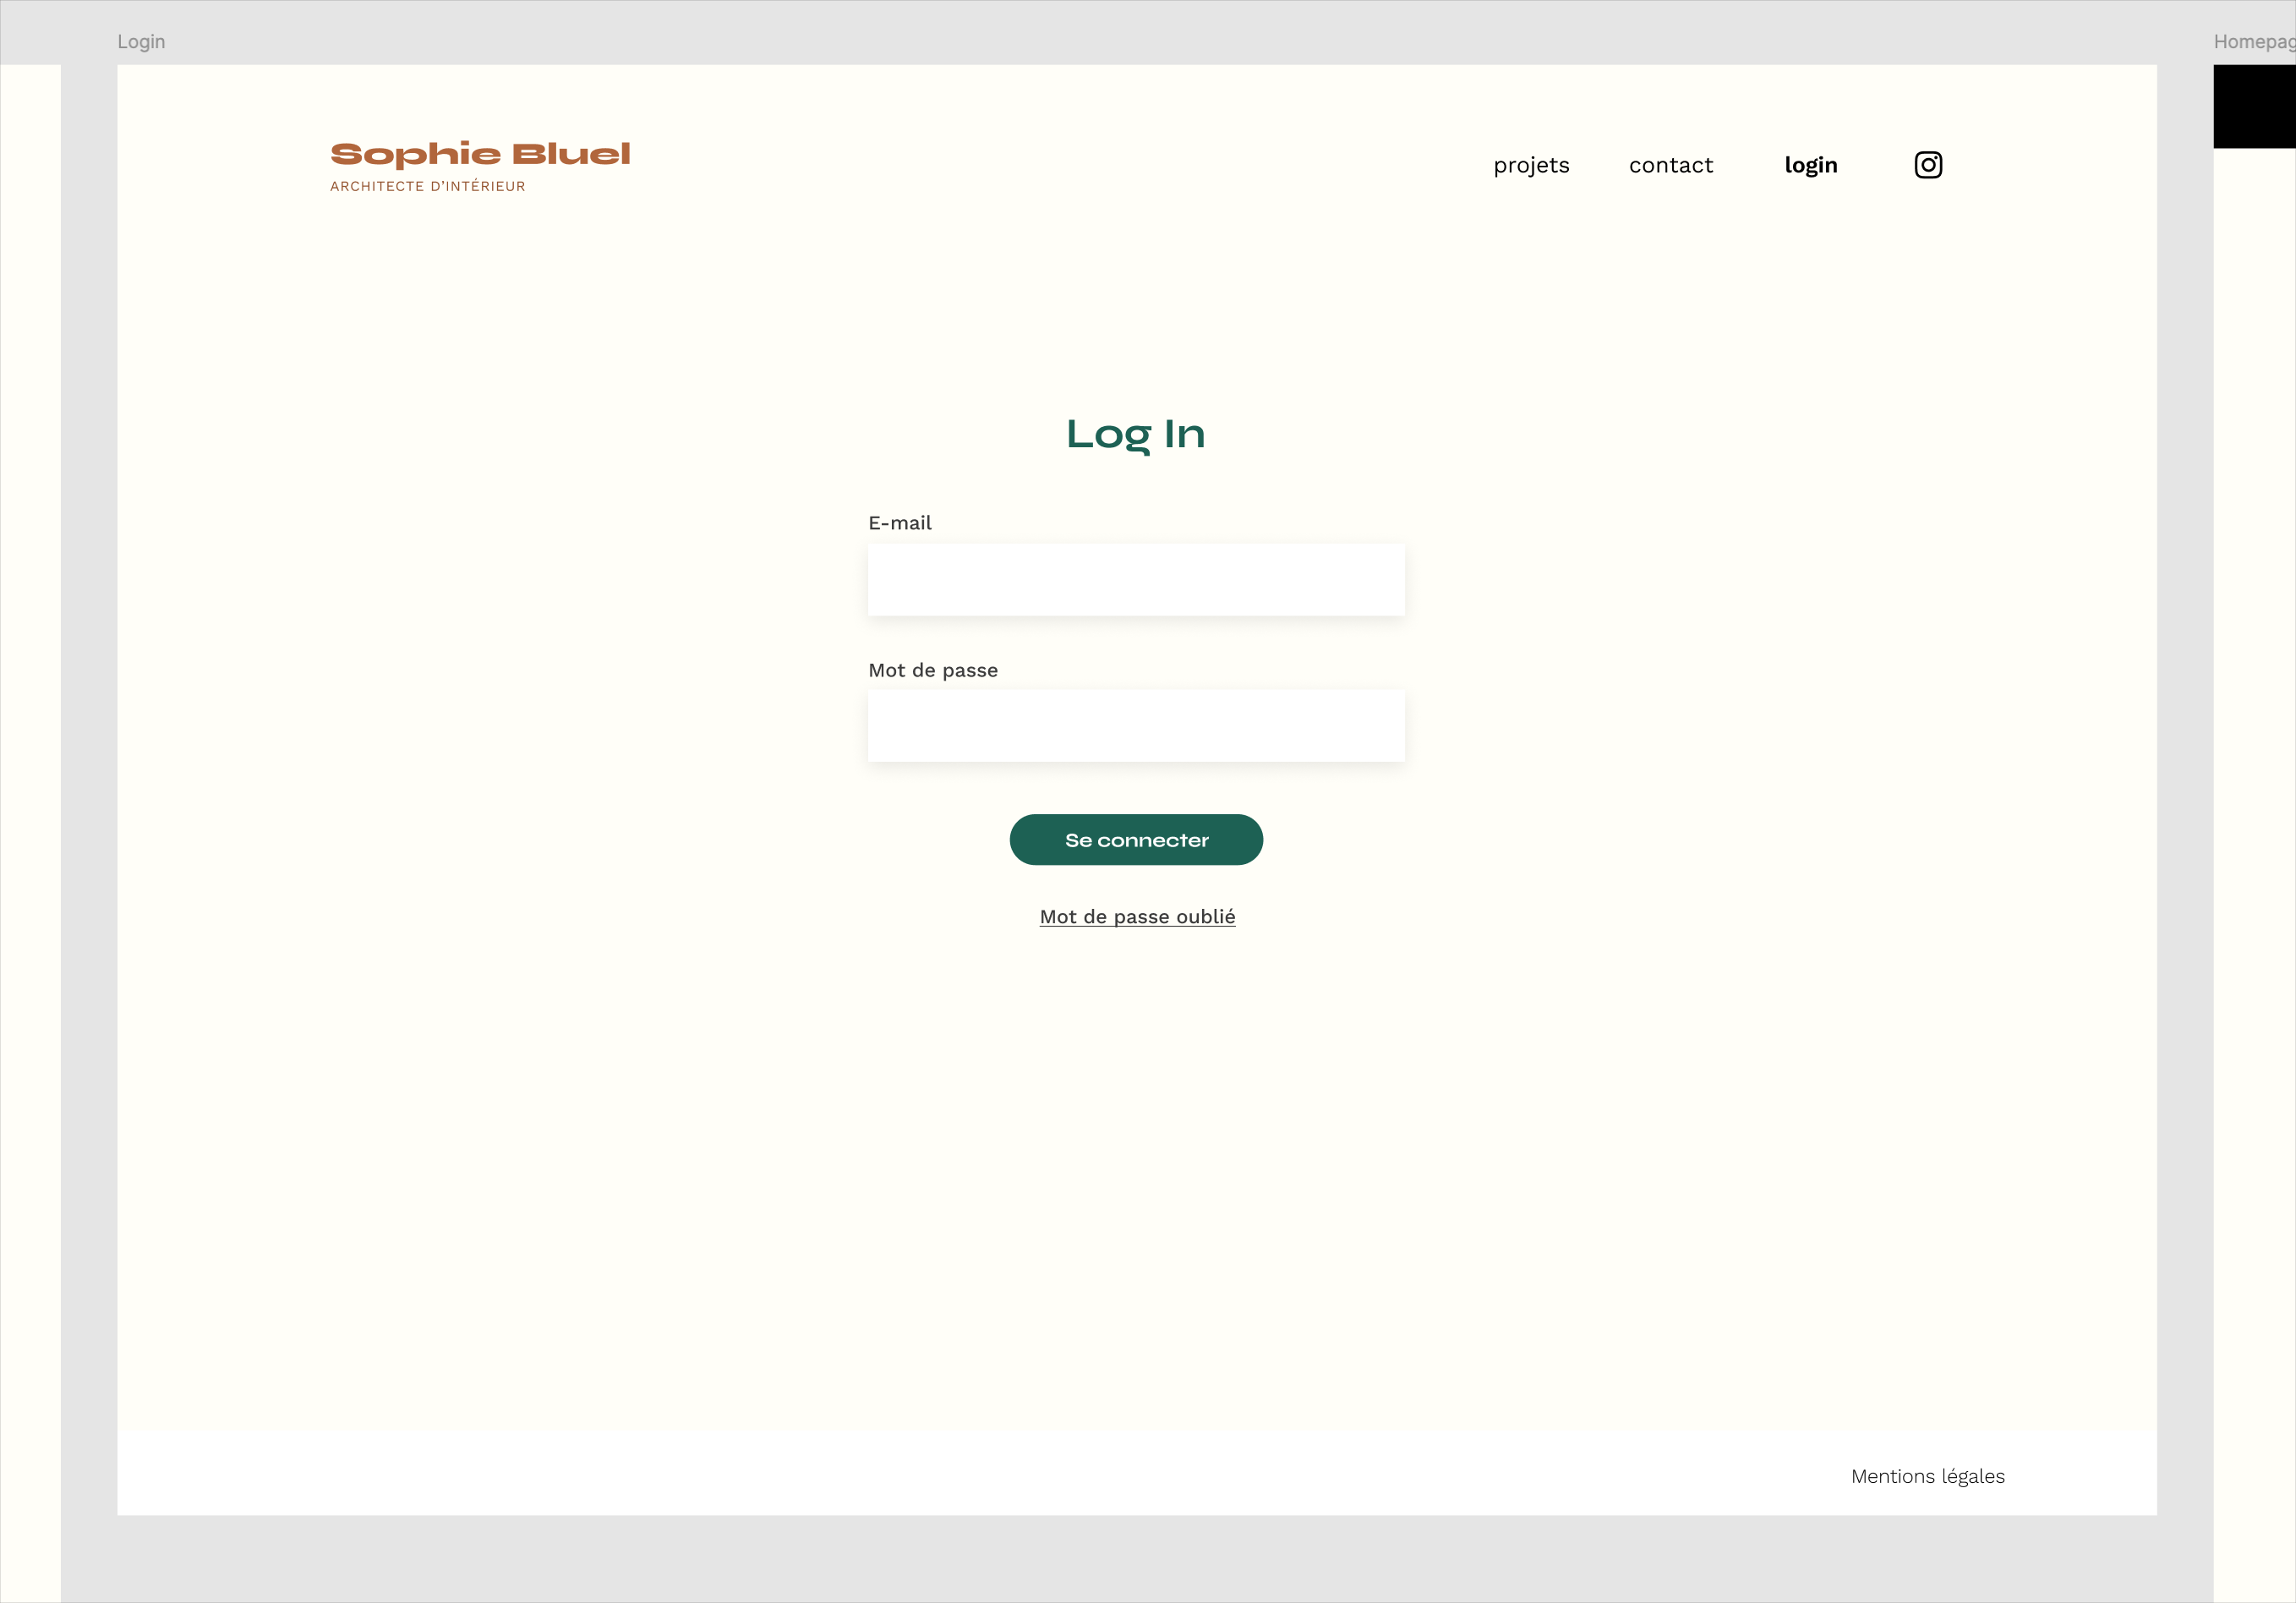 Login
Homepag
Sophie Bluel
ARCHITECTE D'INTÉRIEUR
projets
contact
login
Log In
E-mail
Mot de passe
Se connecter
Mot de passe oublié
Mentions légales